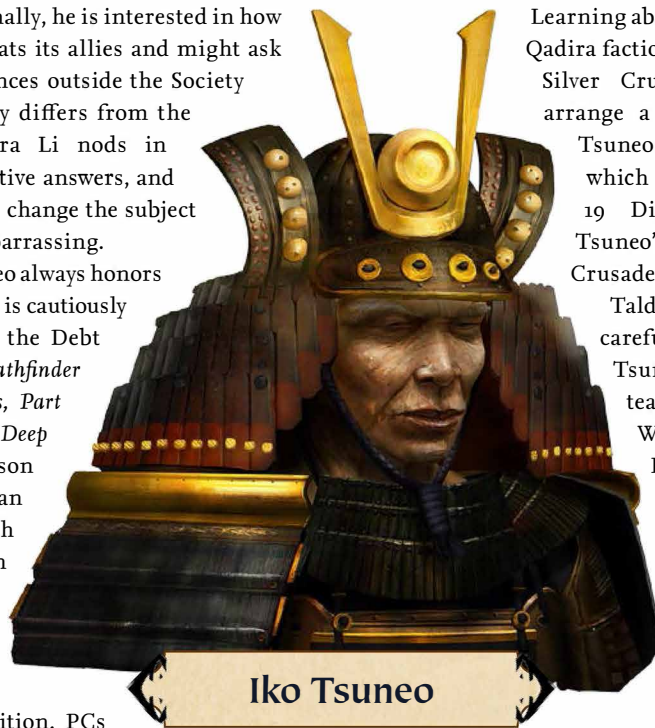 nally, he is interested in how
ats its allies and might ask
nces outside the Society
y differs from the
ra Li nods in
tive answers, and
change the subject
barrassing.
eo always honors
is cautiously
the Debt
athfinder
s, Part
Deep
son
an
h
n
ition, PCs
Learning ab
Qadira factio
Silver Cru
arrange a
Tsuneo
which
19 Di
Tsuneo’
Crusade
Tald
carefu
Tsun
tea
W
Iko Tsuneo